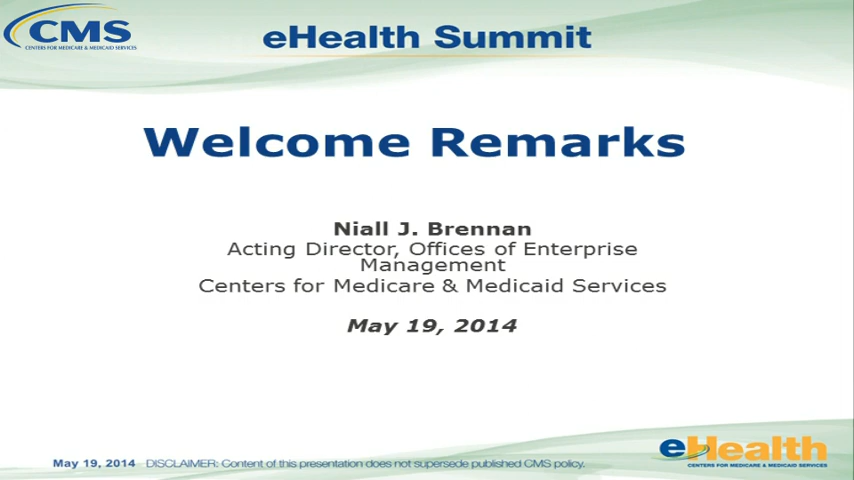 CMS
CENTERS FOR MEDICARE & MEDICAID SERVICES
eHealth Summit
Welcome Remarks
Niall J. Brennan
Acting Director, Offices of Enterprise
Management
Centers for Medicare & Medicaid Services
May 19, 2014
May 19, 2014 DISCLAIMER: Content of this presentation does not supersede published CMS policy.
eHealth
CENTERS FOR MEDICARE & MEDICAID SERVICES